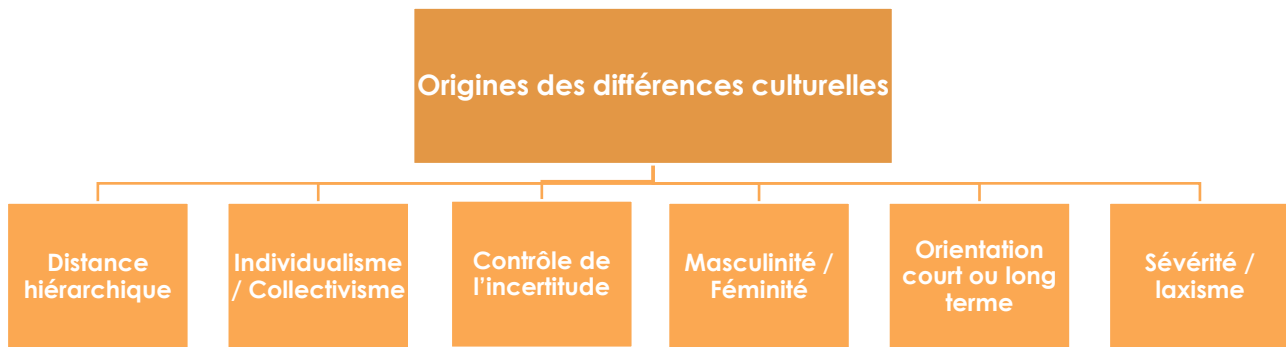 Origines des différences culturelles
Distance
hiérarchique
Individualisme
/ Collectivisme
Contrôle de
l’incertitude
Masculinité /
Féminité
Orientation
court ou long
terme
Sévérité /
laxisme